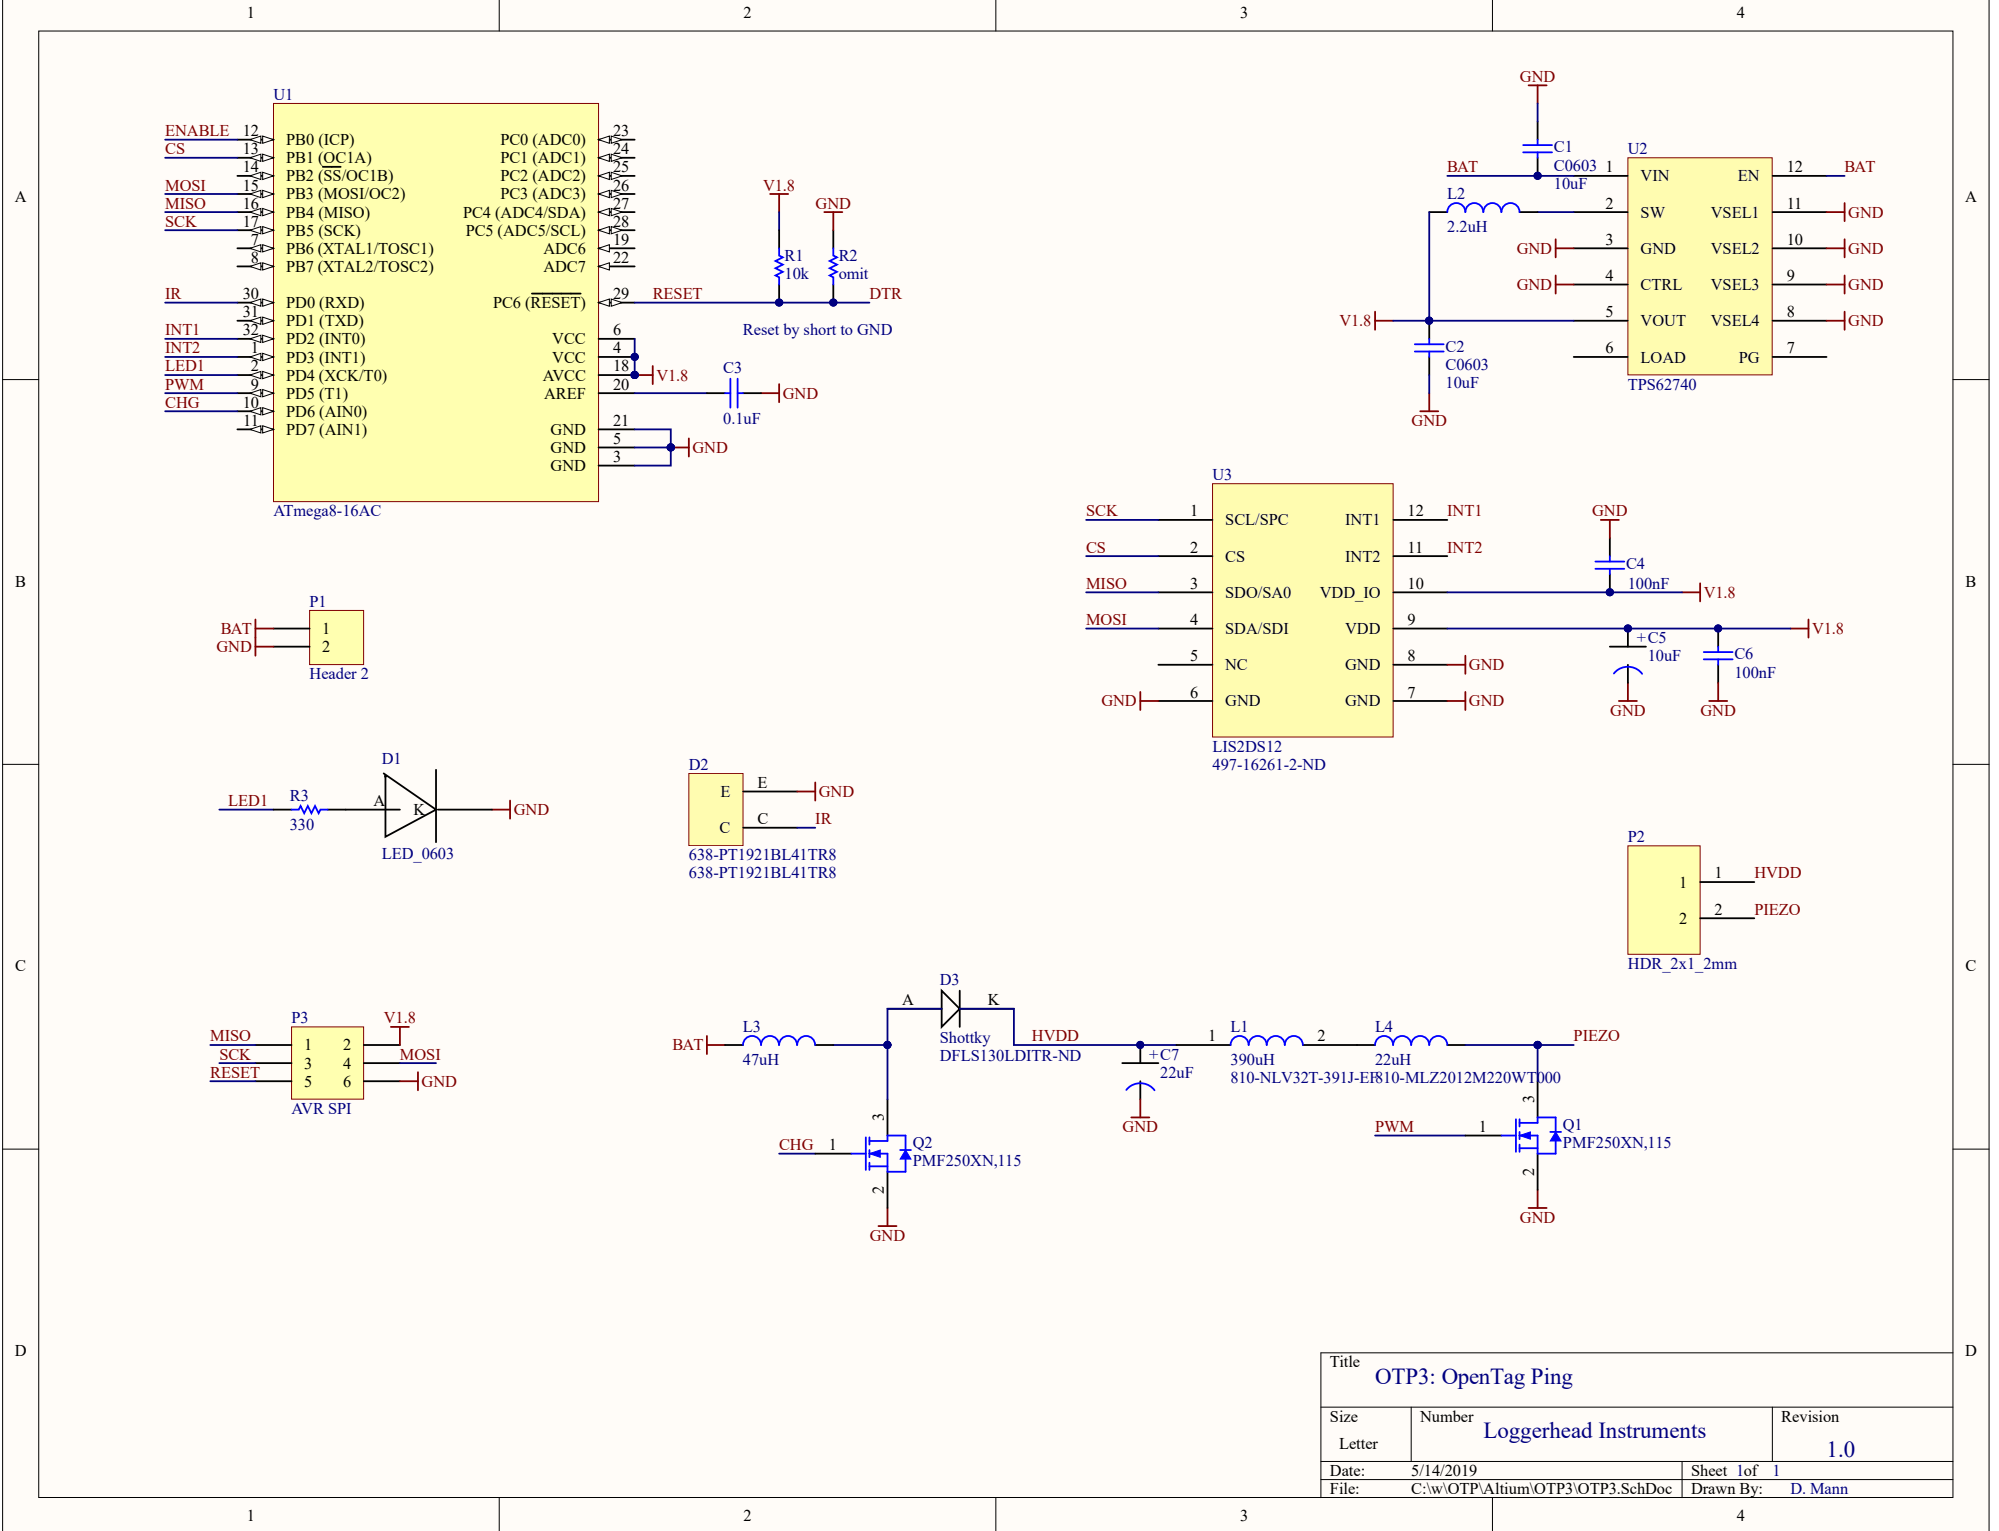 1 2 3 4
A
B
C
D
A
B
C
D
1 2 3 4
U1
ENABLE 12 PB0 (ICP) PC0 (ADC0) 23
CS 13 PB1 (OC1A) PC1 (ADC1) 24
14 PB2 (SS/OC1B) PC2 (ADC2) 25
MOSI 15 PB3 (MOSI/OC2) PC3 (ADC3) 26
MISO 16 PB4 (MISO) PC4 (ADC4/SDA) 27
SCK 17 PB5 (SCK) PC5 (ADC5/SCL) 28
7 PB6 (XTAL1/TOSC1) ADC6 19
8 PB7 (XTAL2/TOSC2) ADC7 22
IR 30 PD0 (RXD) PC6 (RESET) 29 RESET DTR
31 PD1 (TXD)
INT1 32 PD2 (INT0) VCC 6
INT2 1 PD3 (INT1) VCC 4
LED1 2 PD4 (XCK/T0) AVCC 18 V1.8
PWM 9 PD5 (T1) AREF 20
CHG 10 PD6 (AIN0)
11 PD7 (AIN1) GND 21
GND 5 GND
GND 3
ATmega8-16AC
V1.8
GND
R1
10k
R2
omit
Reset by short to GND
C3
0.1uF
GND
GND
C1
C0603
10uF
U2
BAT 1 VIN EN 12 BAT
L2
2.2uH
2 SW VSEL1 11 GND
GND 3 GND VSEL2 10 GND
GND 4 CTRL VSEL3 9 GND
V1.8 5 VOUT VSEL4 8 GND
6 LOAD PG 7
TPS62740
C2
C0603
10uF
GND
U3
SCK 1 SCL/SPC INT1 12 INT1
CS 2 CS INT2 11 INT2
MISO 3 SDO/SA0 VDD_IO 10 V1.8
MOSI 4 SDA/SDI VDD 9 V1.8
5 NC GND 8 GND
GND 6 GND GND 7 GND
LIS2DS12
497-16261-2-ND
GND
C4
100nF
+ C5
10uF
GND
C6
100nF
GND
P1
BAT 1
GND 2
Header 2
D1
LED1 R3 A K GND
330
LED_0603
D2
E E GND
C C IR
638-PT1921BL41TR8
638-PT1921BL41TR8
P2
1 1 HVDD
2 2 PIEZO
HDR_2x1_2mm
P3
MISO 1 2 V1.8
SCK 3 4 MOSI
RESET 5 6 GND
AVR SPI
BAT L3
47uH
D3
A K
Shottky
DFLS130LDITR-ND
HVDD
+ C7
22uF
GND
1 L1 2
390uH
810-NLV32T-391J-EF
L4
22uH
810-MLZ2012M220WT000
PIEZO
CHG 1 3 2 Q2
PMF250XN,115
GND
PWM 1 3 2 Q1
PMF250XN,115
GND
Title OTP3: OpenTag Ping
Size Number Revision
Letter Loggerhead Instruments 1.0
Date: 5/14/2019 Sheet 1of 1
File: C:\w\OTP\Altium\OTP3\OTP3.SchDoc Drawn By: D. Mann